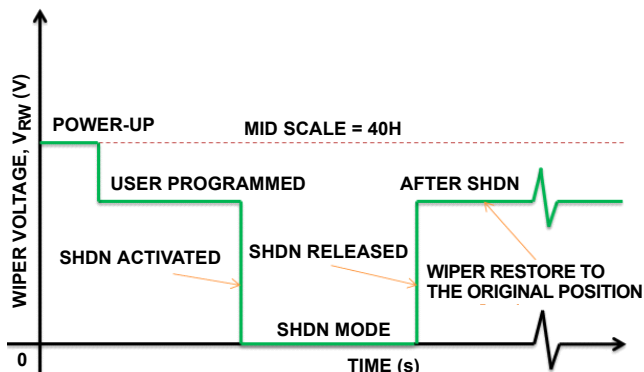 WIPER VOLTAGE, VRW (V)
POWER-UP
MID SCALE = 40H
USER PROGRAMMED
AFTER SHDN
SHDN ACTIVATED
SHDN RELEASED
WIPER RESTORE TO
THE ORIGINAL POSITION
SHDN MODE
0
TIME (s)